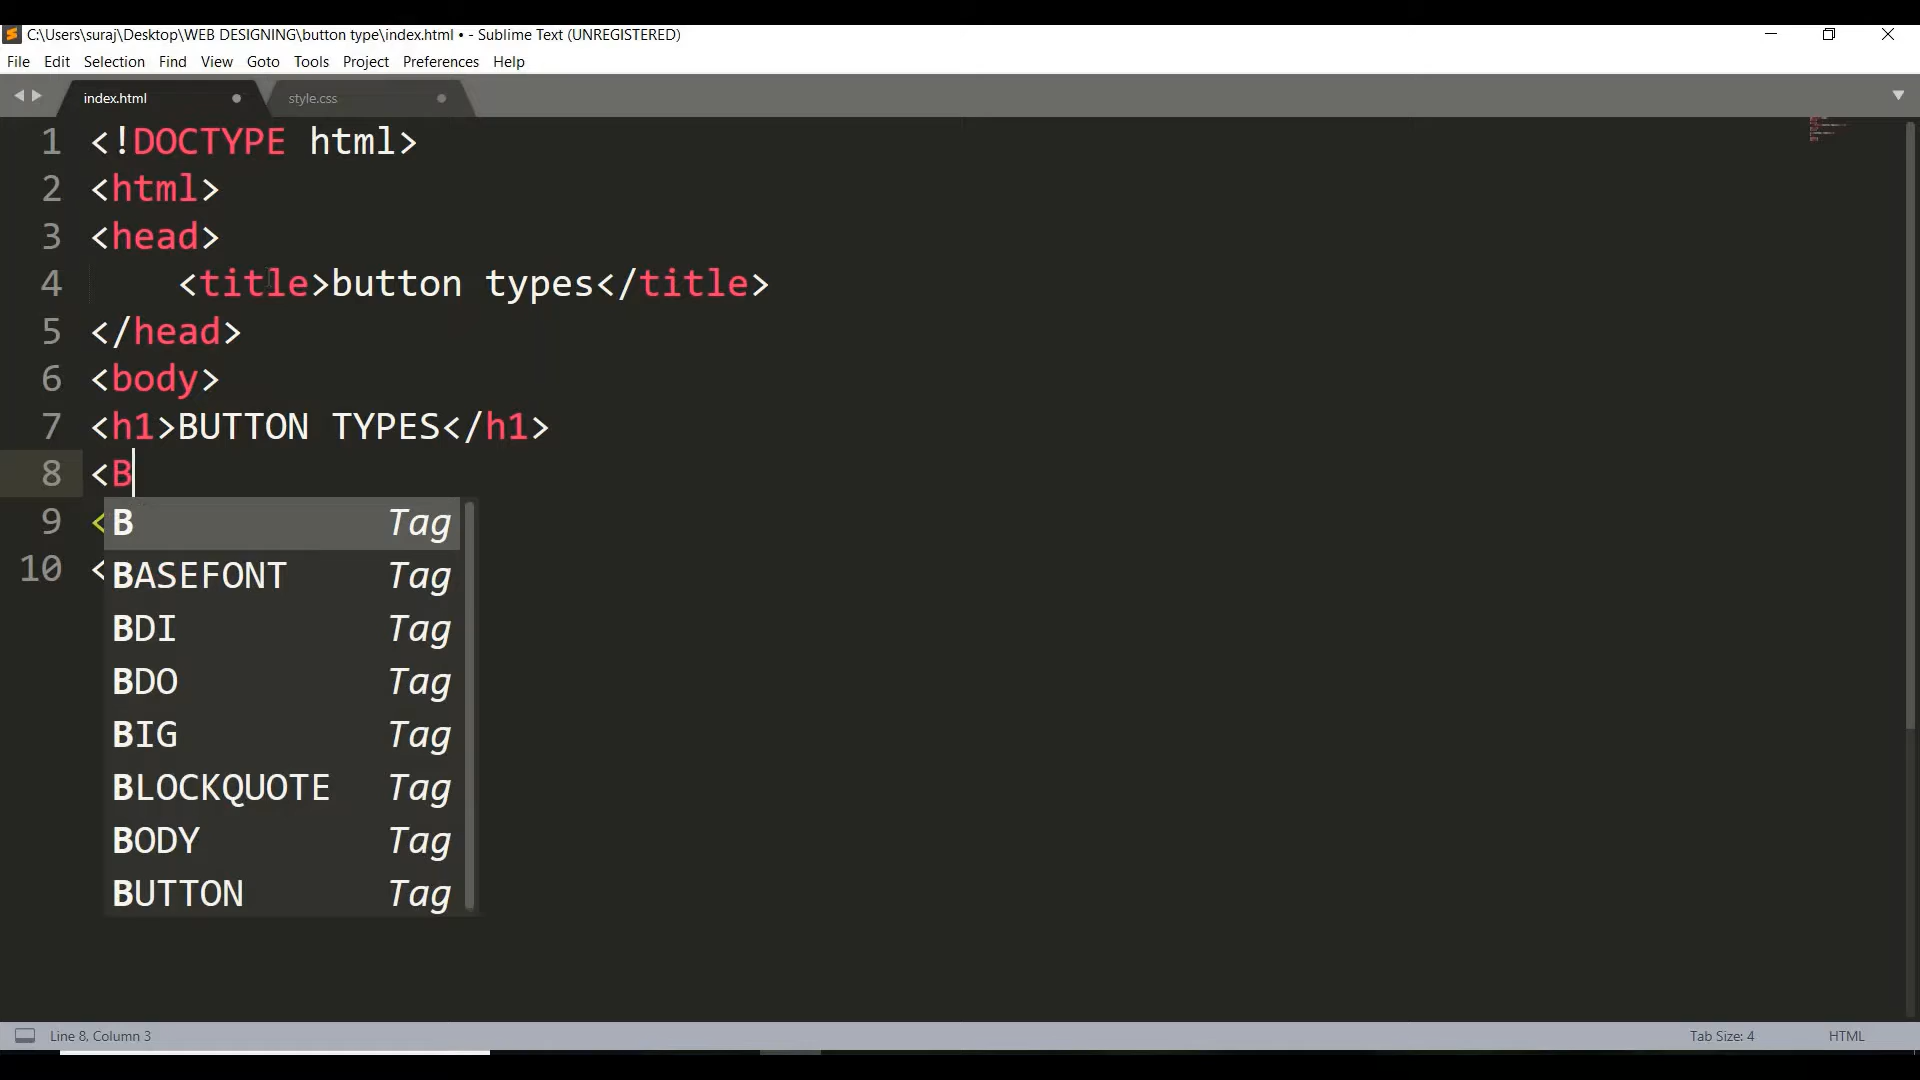 C:\Users\suraj\Desktop\WEB DESIGNING\button type\index.html • - Sublime Text (UNREGISTERED)
File Edit Selection Find View Goto Tools Project Preferences Help
index.html style.css
1 <!DOCTYPE html>
2 <html>
3 <head>
4 <title>button types</title>
5 </head>
6 <body>
7 <h1>BUTTON TYPES</h1>
8 <B
9 <
10 <
B Tag
BASEFONT Tag
BDI Tag
BDO Tag
BIG Tag
BLOCKQUOTE Tag
BODY Tag
BUTTON Tag
Line 8, Column 3 Tab Size: 4 HTML